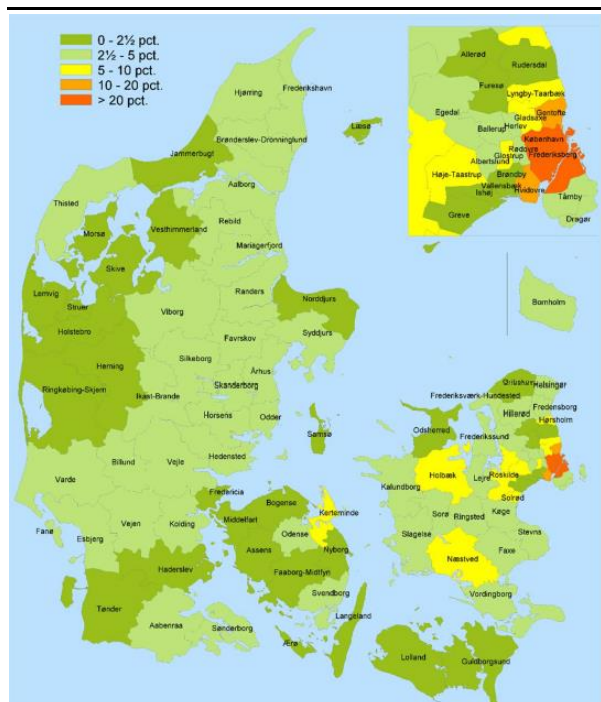 0 - 2½ pct.
2½ - 5 pct.
5 - 10 pct.
10 - 20 pct.
> 20 pct.
Allerød
Rudersdal
Furesø
Lyngby-Taarbæk
Egedal
Gentofte
Gladsaxe
Herlev
Ballerup
København
Rødovre
Glostrup
Frederiksberg
Albertslund
Høje-Taastrup
Brøndby
Vallensbæk
Ishøj
Hvidovre
Tårnby
Greve
Dragør
Hjørring
Frederikshavn
Læsø
Brønderslev-Dronninglund
Jammerbugt
Aalborg
Thisted
Rebild
Morsø
Vesthimmerland
Mariagerfjord
Skive
Lemvig
Struer
Randers
Norddjurs
Bornholm
Viborg
Holstebro
Favrskov
Syddjurs
Silkeborg
Herning
Århus
Ringkøbing-Skjern
Skanderborg
Ikast-Brande
Helsingør
Frederiksværk-Hundested
Horsens
Odder
Fredensborg
Hillerød
Hørsholm
Samsø
Odsherred
Frederikssund
Hedensted
Billund
Vejle
Varde
Holbæk
Lejre
Roskilde
Kalundborg
Solrød
Fredericia
Bogense
Middelfart
Kerteminde
Køge
Sorø
Ringsted
Fanø
Vejen
Kolding
Odense
Slagelse
Stevns
Esbjerg
Assens
Nyborg
Faxe
Næstved
Haderslev
Faaborg-Midtfyn
Svendborg
Vordingborg
Tønder
Langeland
Aabenraa
Sønderborg
Ærø
Lolland
Guldborgsund